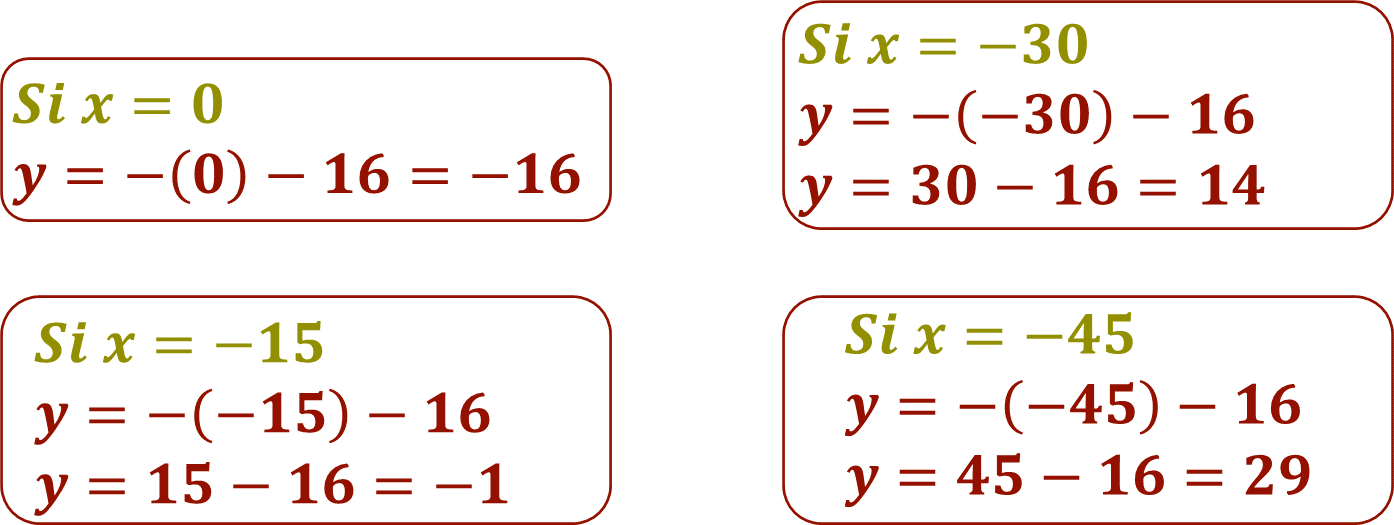 Si x = 0
y = −(0) − 16 = −16
Si x = −30
y = −(−30) − 16
y = 30 − 16 = 14
Si x = −15
y = −(−15) − 16
y = 15 − 16 = −1
Si x = −45
y = −(−45) − 16
y = 45 − 16 = 29